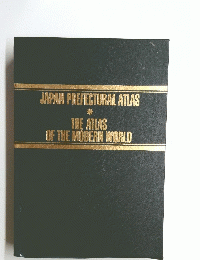 JAPAN PREFECTURAL ATLAS
THE ATLAS
OF THE MODERN WORLD